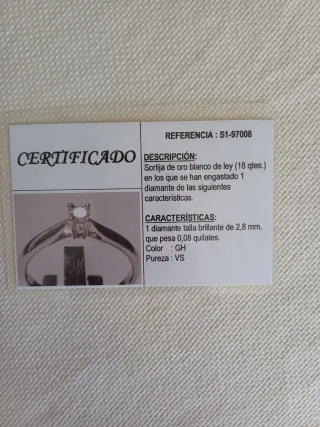 CERTIFICADO
REFERENCIA : S1-97008
DESCRIPCIÓN:
Sortija de oro blanco de ley (18 qtes.)
en los que se han engastado 1
diamante de las siguientes
características.
CARACTERÍSTICAS:
1 diamante talla brillante de 2,8 mm.
que pesa 0,08 quilates.
Color : GH
Pureza : VS